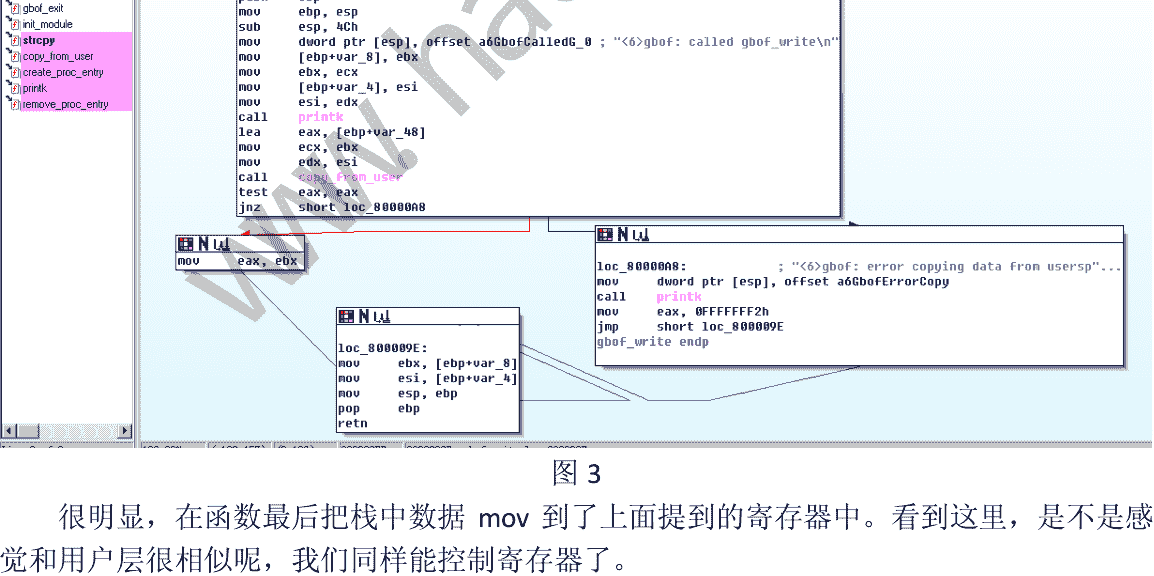 gbof_exit
init_module
strcpy
copy_from_user
create_proc_entry
printk
remove_proc_entry
mov ebp, esp
sub esp, 4Ch
mov dword ptr [esp], offset a6GbofCalledG_0 ; "<6>gbof: called gbof_write\n"
mov [ebp+var_8], ebx
mov ebx, ecx
mov [ebp+var_4], esi
mov esi, edx
call printk
lea eax, [ebp+var_48]
mov ecx, ebx
mov edx, esi
call copy_from_user
test eax, eax
jnz short loc_80000A8
mov eax, ebx
loc_80000A8: ; "<6>gbof: error copying data from usersp"...
mov dword ptr [esp], offset a6GbofErrorCopy
call printk
mov eax, 0FFFFFFF2h
jmp short loc_800009E
gbof_write endp
loc_800009E:
mov ebx, [ebp+var_8]
mov esi, [ebp+var_4]
mov esp, ebp
pop ebp
retn
www.ha
图 3
很明显，在函数最后把栈中数据 mov 到了上面提到的寄存器中。看到这里，是不是感
觉和用户层很相似呢，我们同样能控制寄存器了。